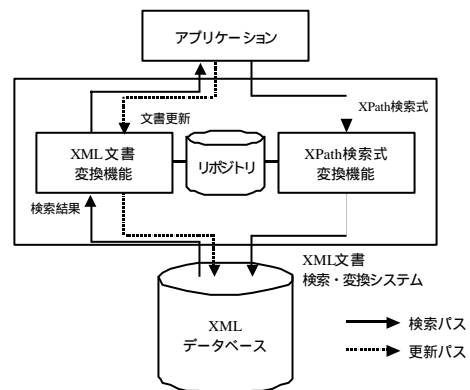 アプリケーション
XPath検索式
文書更新
XML文書
変換機能
リポジトリ
XPath検索式
変換機能
検索結果
XML文書
検索・変換システム
XML
データベース
検索パス
更新パス